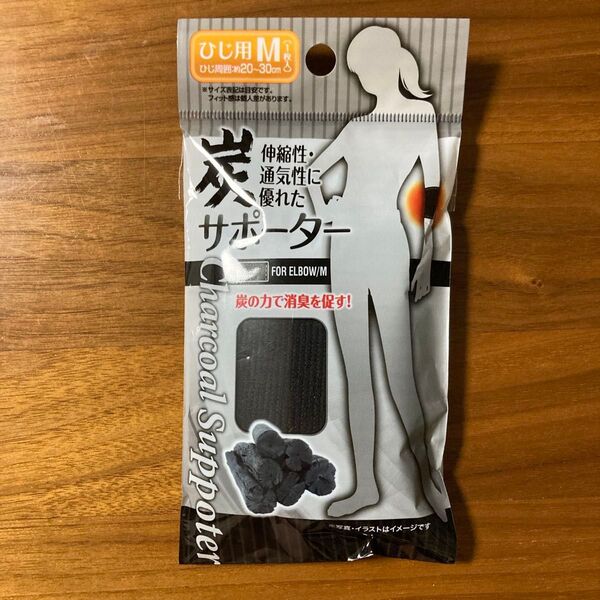 ひじ用M(1枚入)
ひじ周囲:約20~30cm
※サイズ表記は目安です。
フィット感は個人差があります。
炭
伸縮性・
通気性に
優れた
サポーター
FOR ELBOW/M
炭の力で消臭を促す!
Charcoal Suppoter
写真・イラストはイメージです